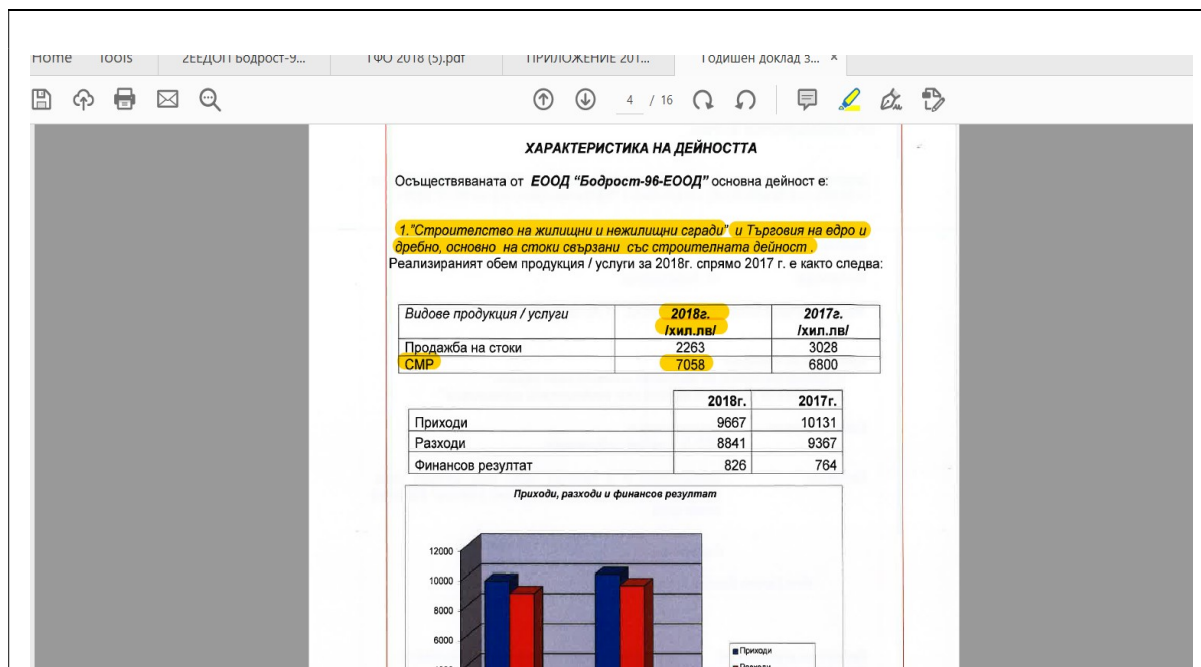 Home Tools 2ЕЕДОП Бодрост-9... ГФО 2018 (5).pdf ПРИЛОЖЕНИЕ 201... Годишен доклад з... ×
4 / 16
ХАРАКТЕРИСТИКА НА ДЕЙНОСТТА
Осъществяваната от ЕООД "Бодрост-96-ЕООД" основна дейност е:
1."Строителство на жилищни и нежилищни сгради" и Търговия на едро и
дребно, основно на стоки свързани със строителната дейност .
Реализираният обем продукция / услуги за 2018г. спрямо 2017 г. е както следва:
Видове продукция / услуги 2018г. 2017г.
/хил.лв/ /хил.лв/
Продажба на стоки 2263 3028
СМР 7058 6800
2018г. 2017г.
Приходи 9667 10131
Разходи 8841 9367
Финансов резултат 826 764
Приходи, разходи и финансов резултат
12000
10000
8000
6000
Приходи